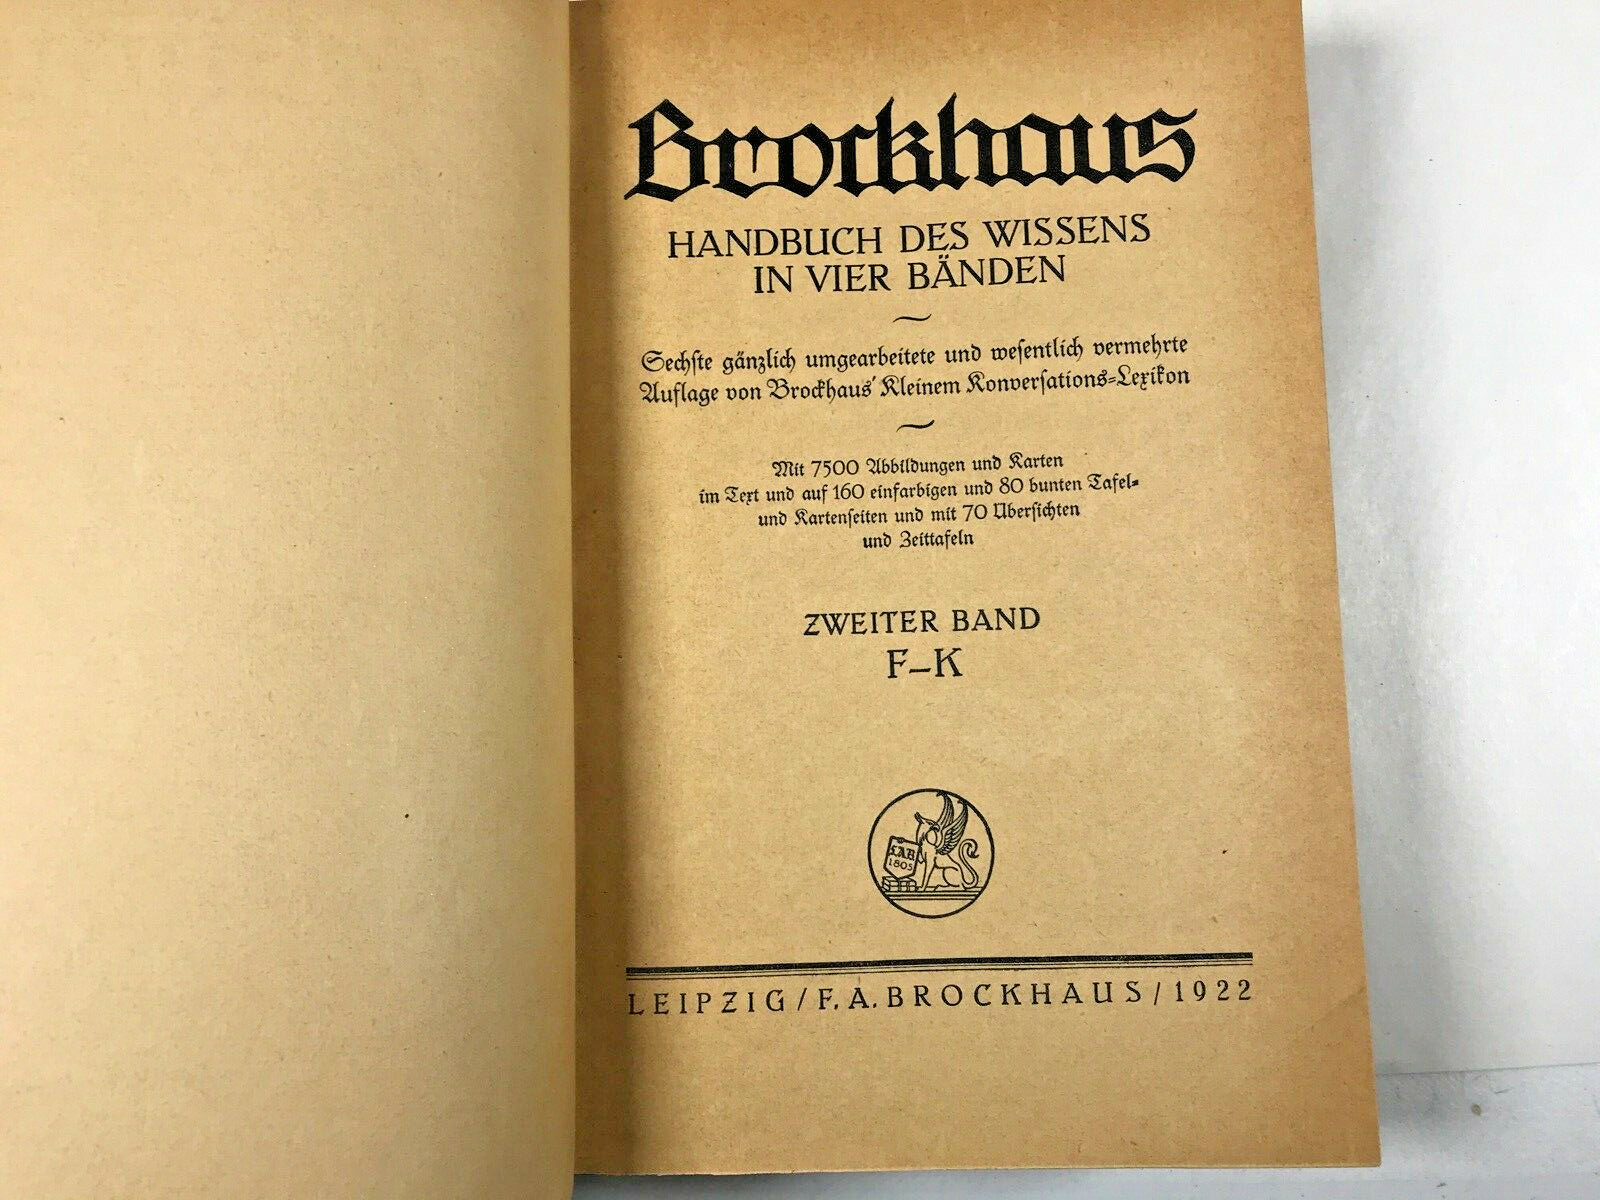 Brockhaus
HANDBUCH DES WISSENS
IN VIER BÄNDEN
Sechste gänzlich umgearbeitete und wesentlich vermehrte
Auflage von Brockhaus' Kleinem Konversations-Lexikon
Mit 7500 Abbildungen und Karten
im Text und auf 160 einfarbigen und 80 bunten Tafel-
und Kartenseiten und mit 70 Übersichten
und Zeittafeln
ZWEITER BAND
F–K
F.A.B.
1805
LEIPZIG / F. A. BROCKHAUS / 1922